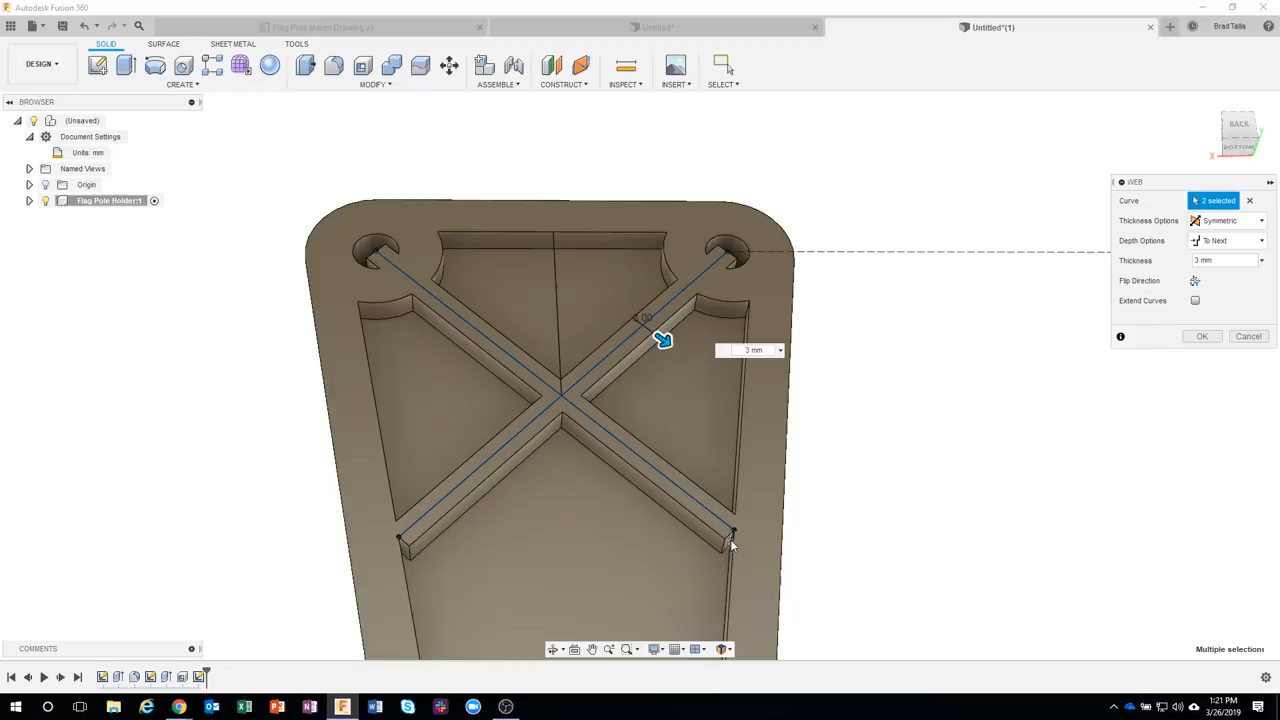 Autodesk Fusion 360
Flag Pole Mount Drawing v3
Untitled*
Untitled*(1)
Brad Tallis
DESIGN
SOLID SURFACE SHEET METAL TOOLS
CREATE MODIFY ASSEMBLE CONSTRUCT INSPECT INSERT SELECT
BROWSER
(Unsaved)
Document Settings
Units: mm
Named Views
Origin
Flag Pole Holder:1
BACK
BOTTOM
X
Y
WEB
Curve 2 selected
Thickness Options Symmetric
Depth Options To Next
Thickness 3 mm
Flip Direction
Extend Curves
OK Cancel
3 mm
COMMENTS
Multiple selections
1:21 PM
3/26/2019